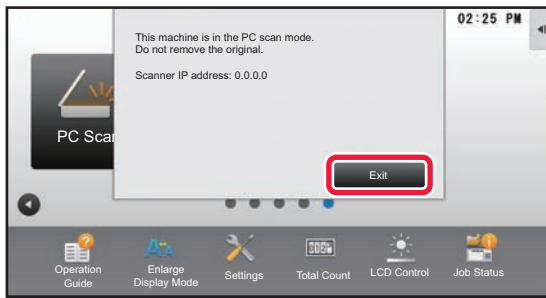 02:25 PM
This machine is in the PC scan mode.
Do not remove the original.
Scanner IP address: 0.0.0.0
PC Scan
Exit
Operation
Guide
Enlarge
Display Mode
Settings
Total Count
LCD Control
Job Status